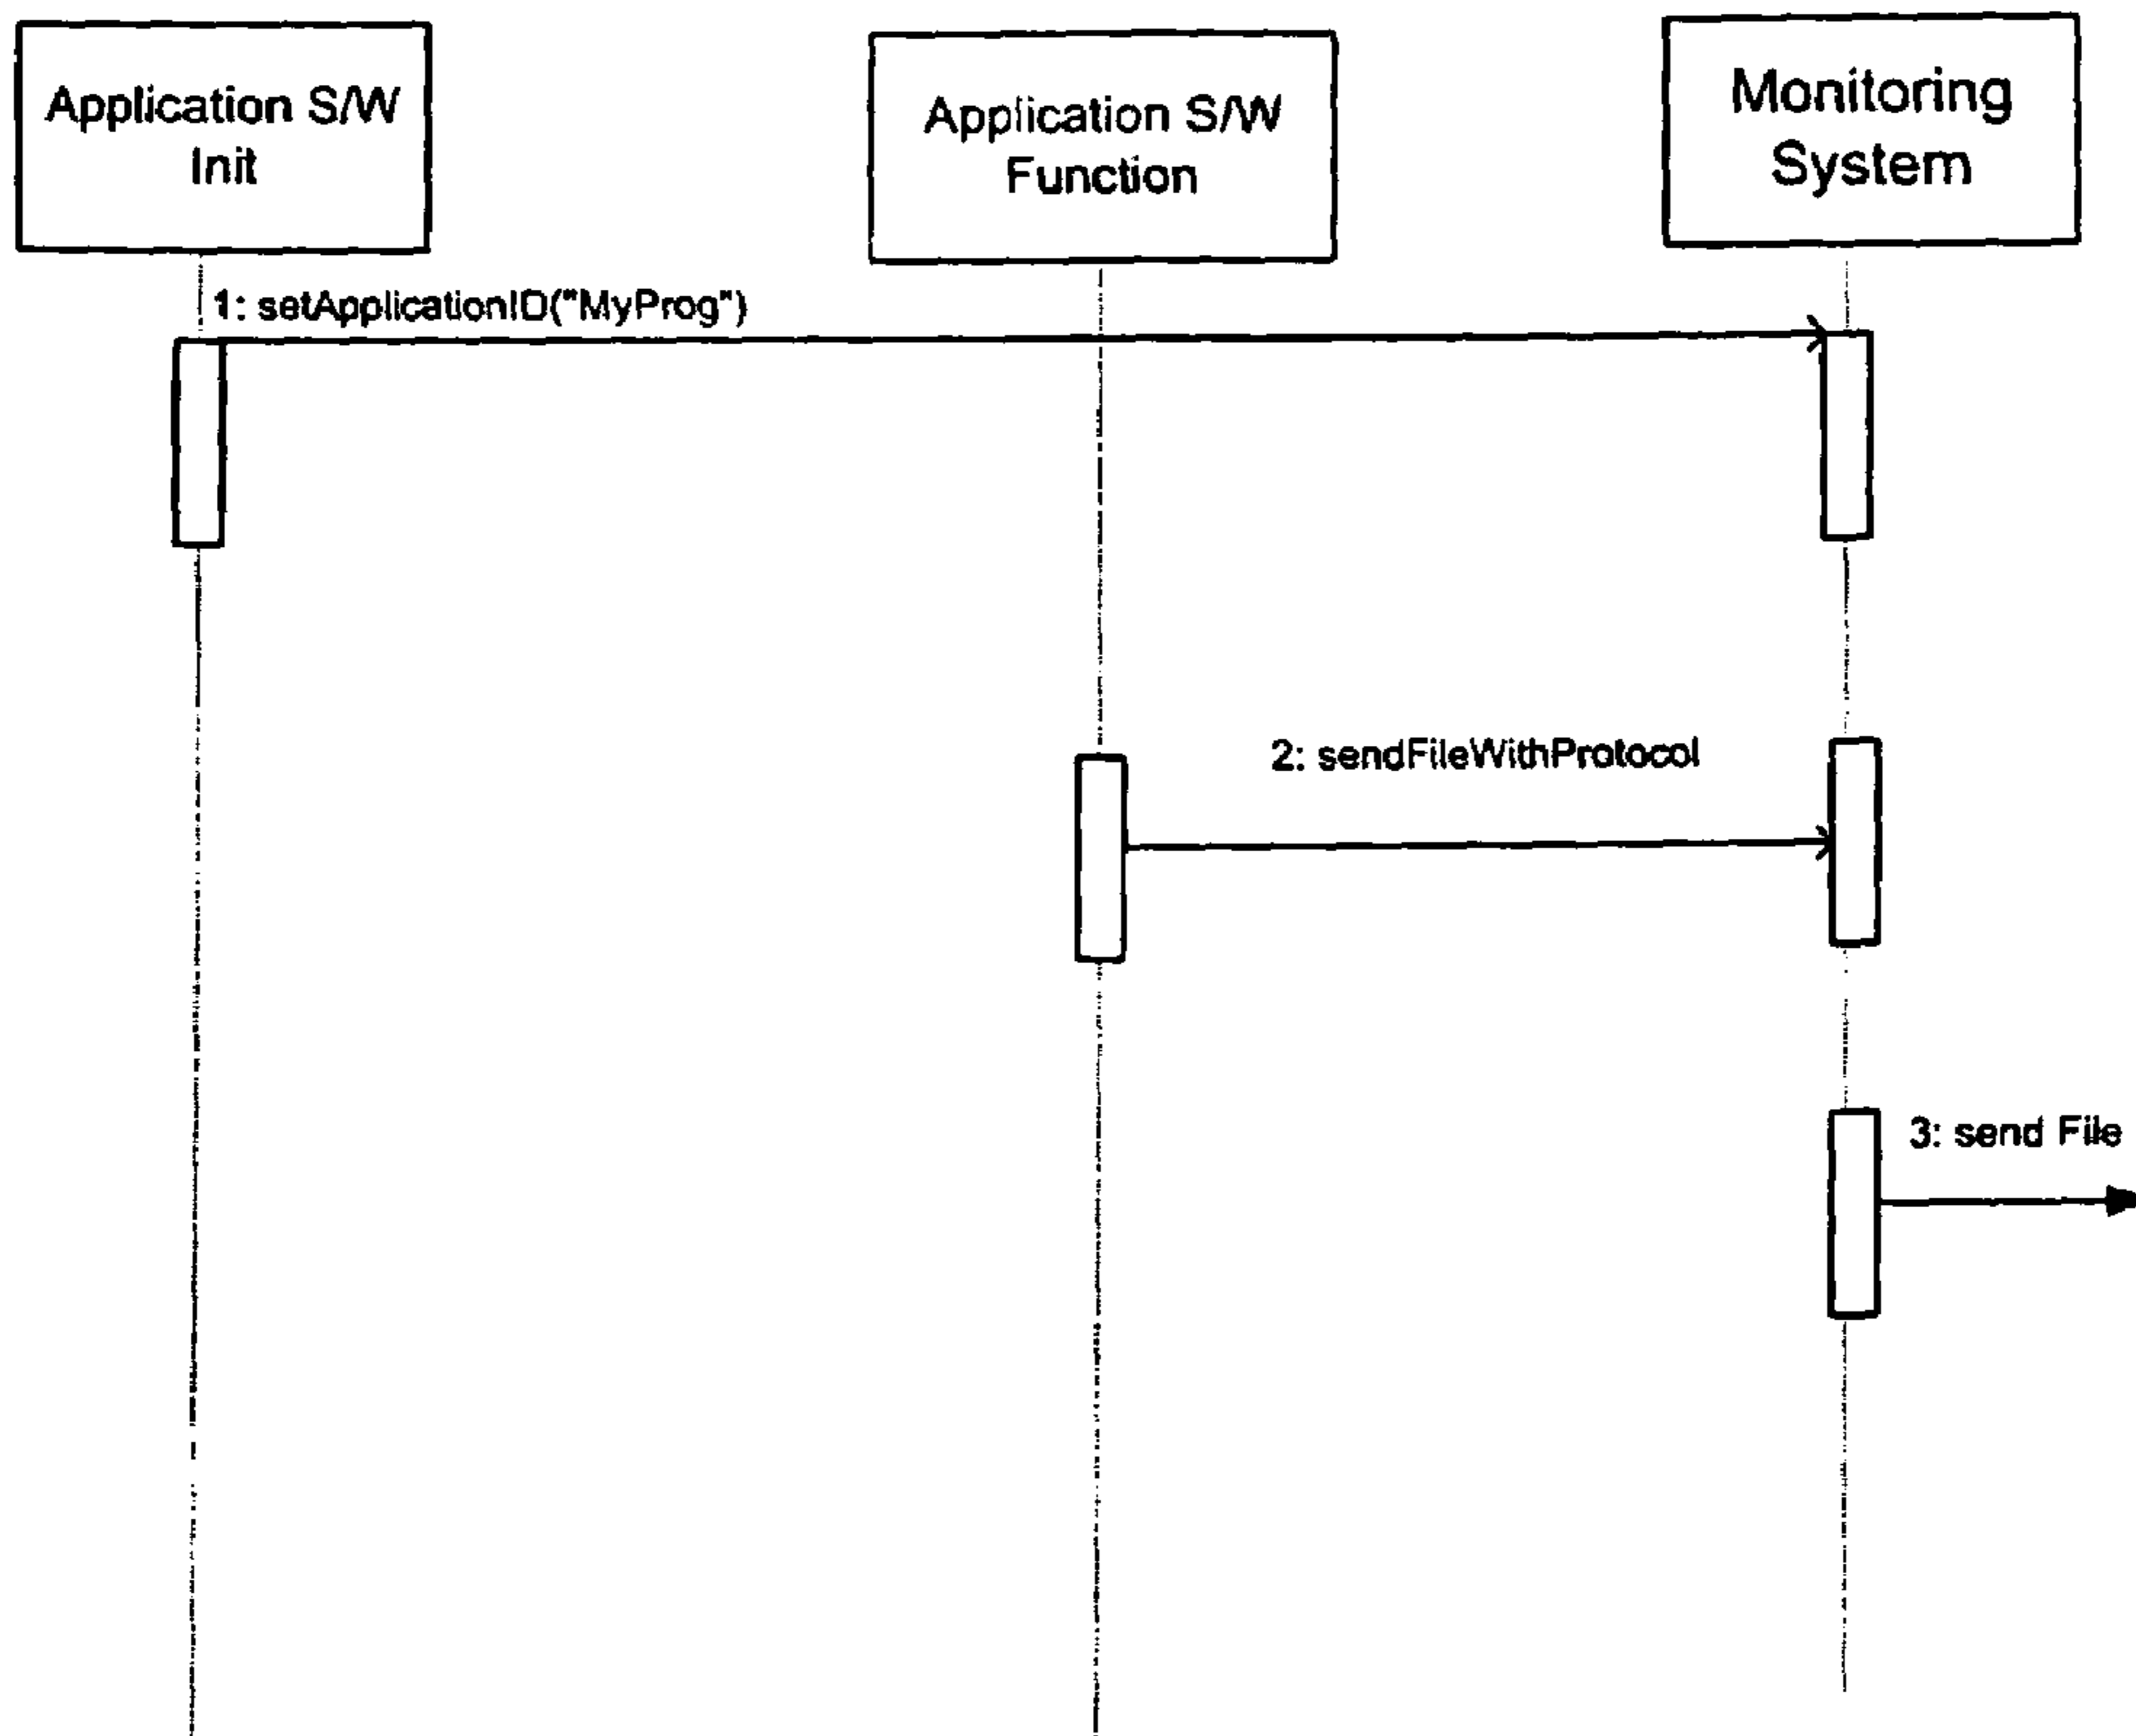 Application S/W
Init
Application S/W
Function
Monitoring
System
1: setApplicationID("MyProg")
2: sendFileWithProtocol
3: send File